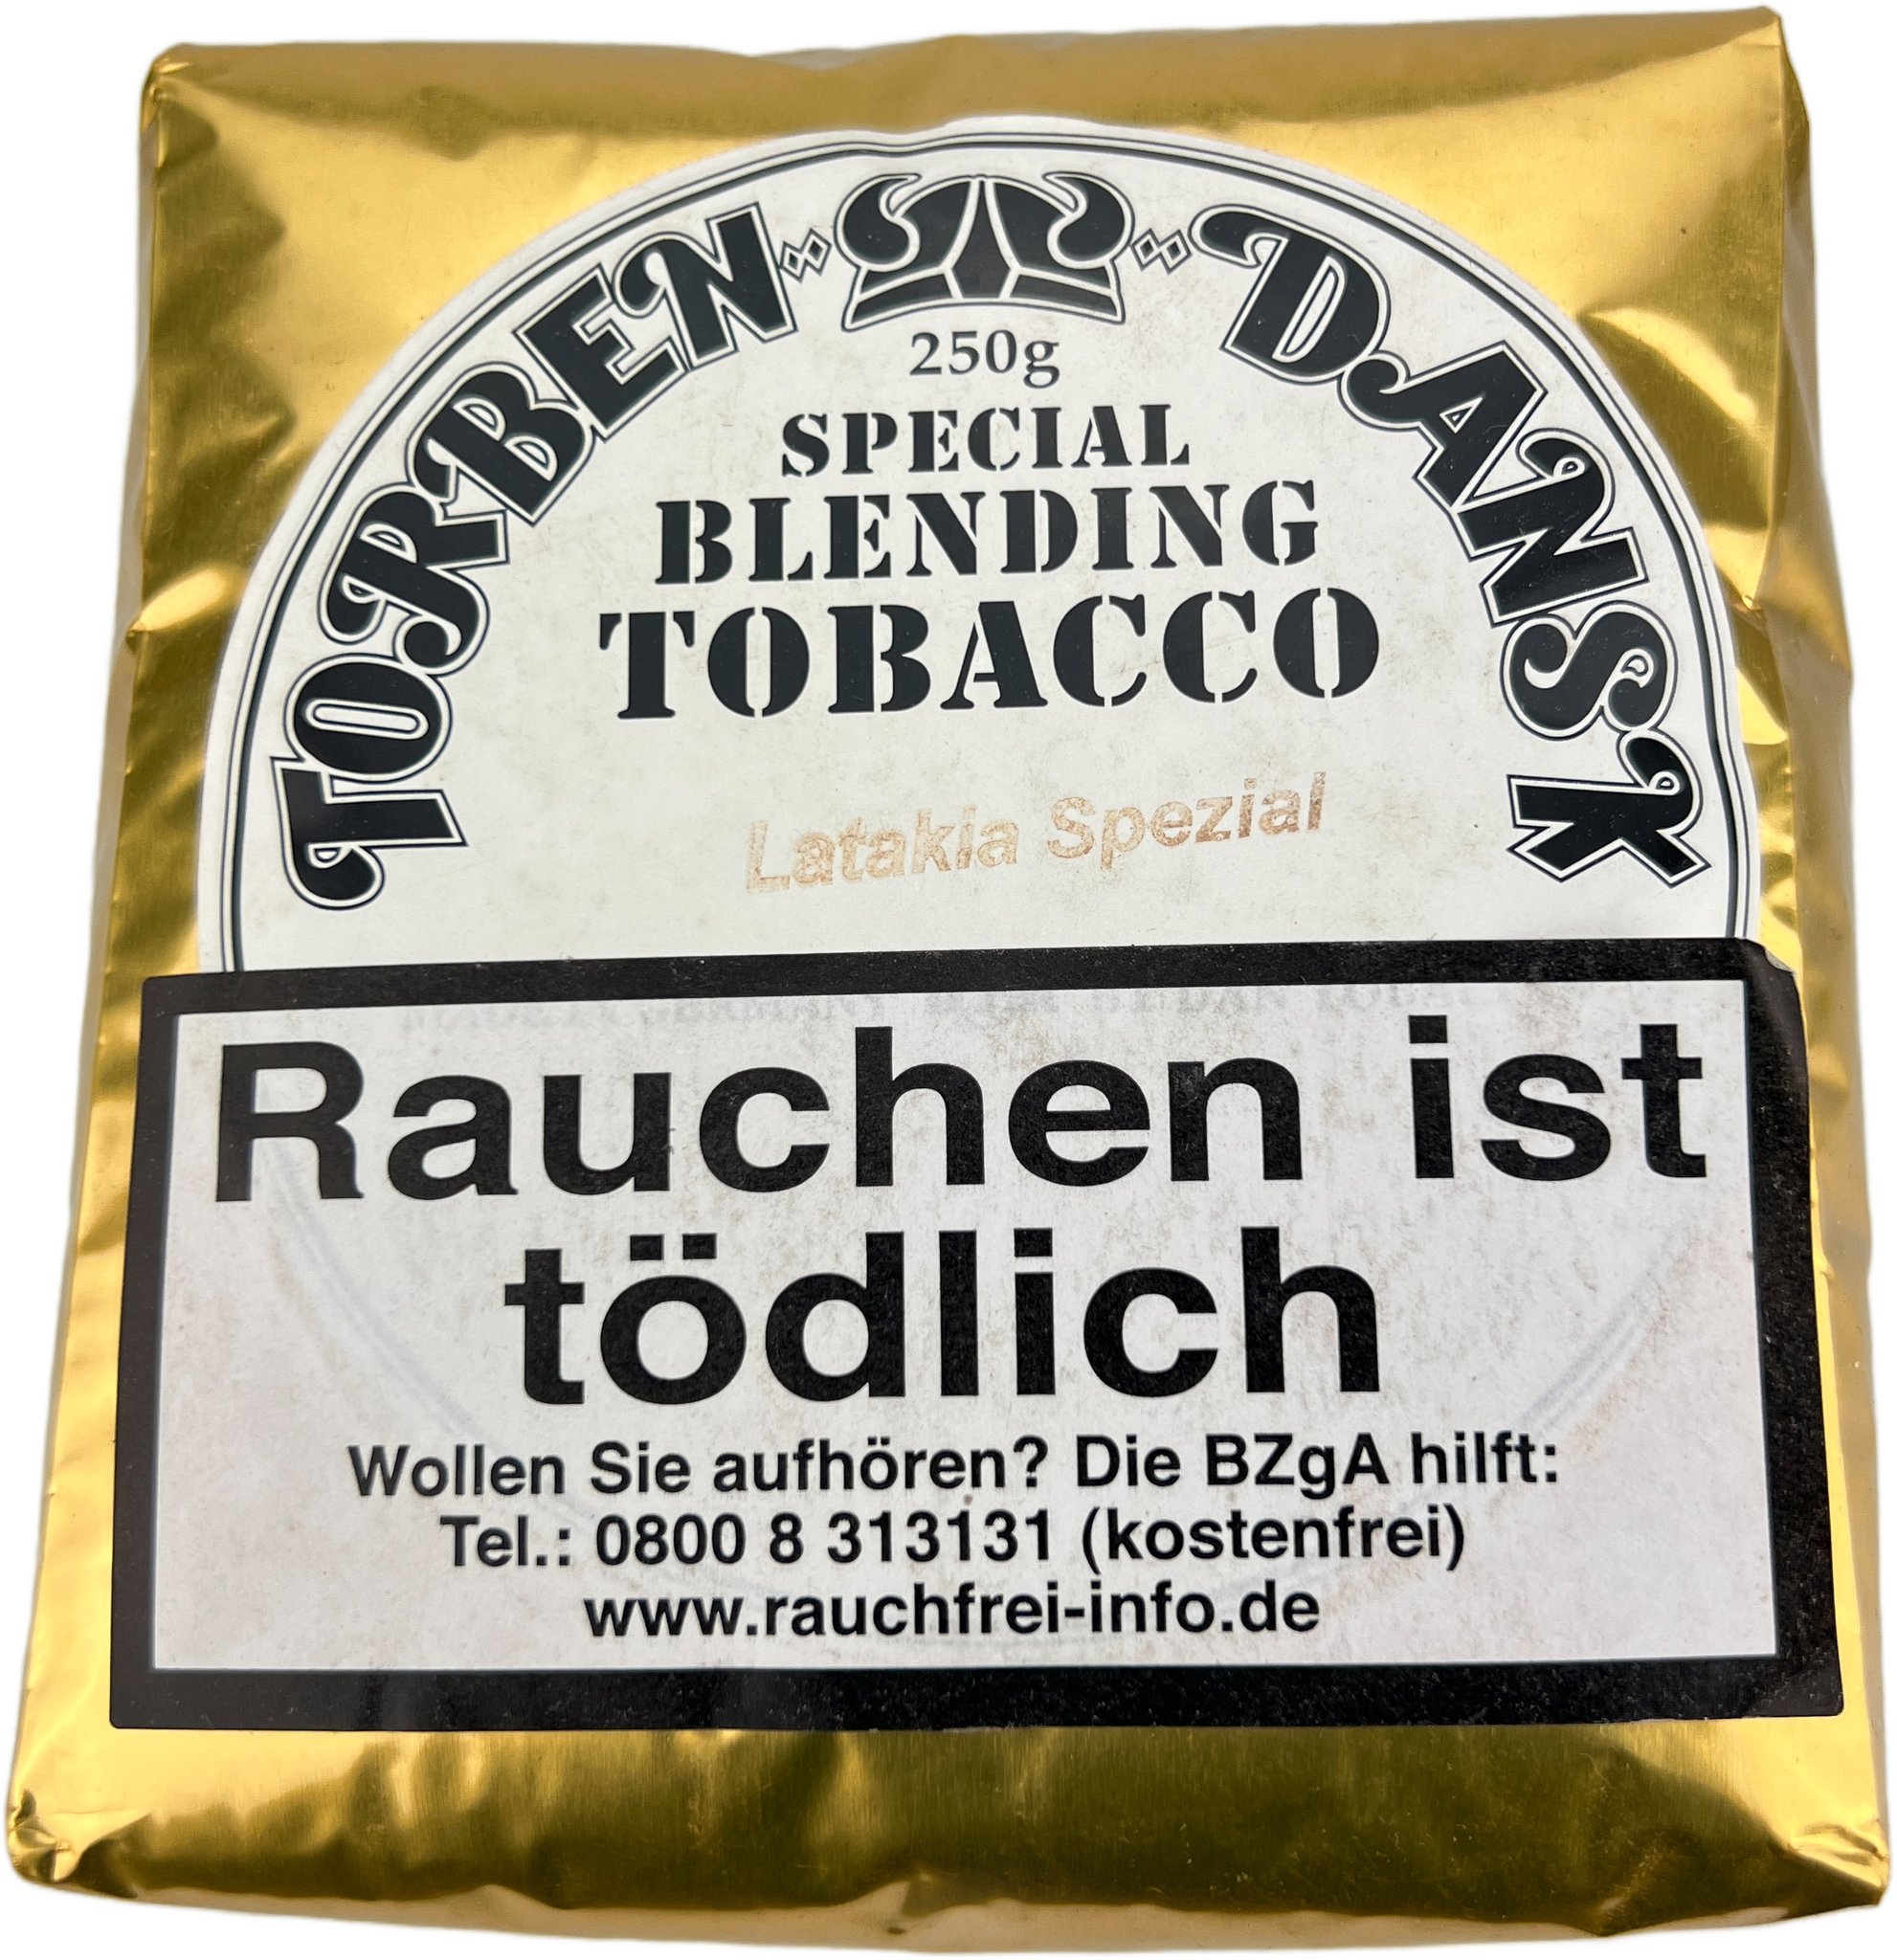 TORBEN DANSK
250g
SPECIAL
BLENDING
TOBACCO
Latakia Spezial
Rauchen ist
tödlich
Wollen Sie aufhören? Die BZgA hilft:
Tel.: 0800 8 313131 (kostenfrei)
www.rauchfrei-info.de